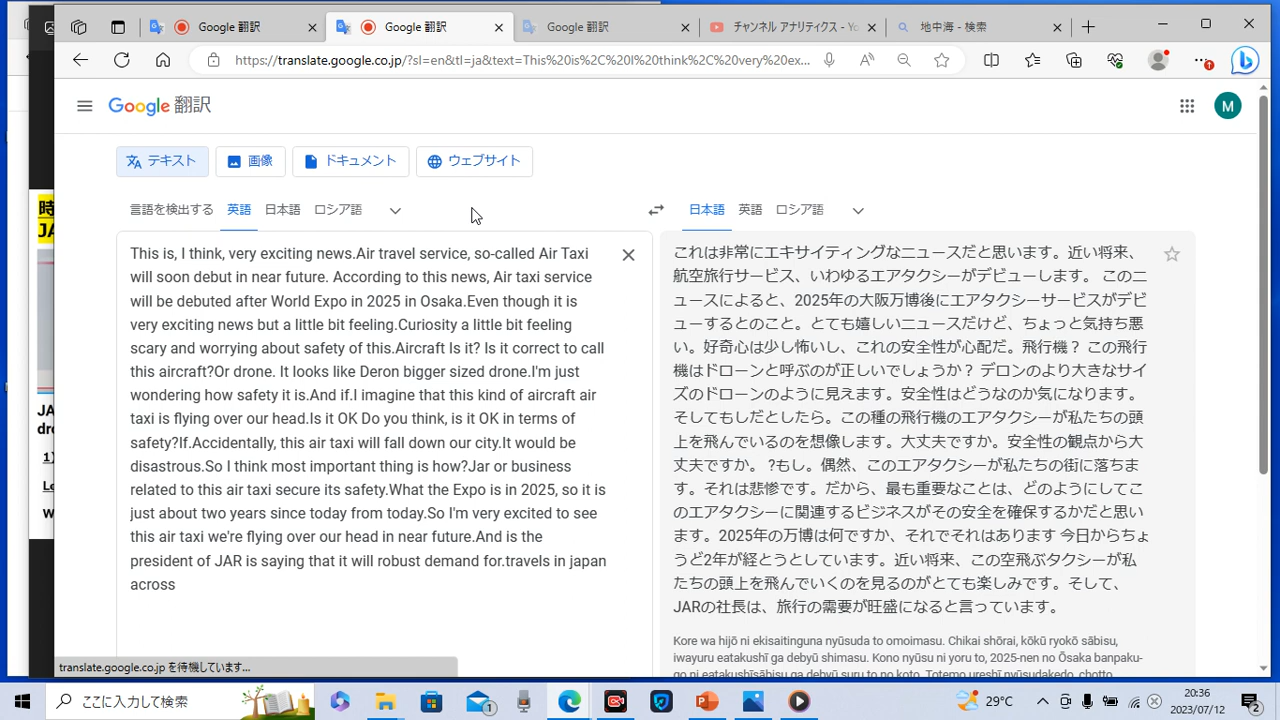 Google 翻訳
Google 翻訳
Google 翻訳
チャンネル アナリティクス - Yo
地中海 - 検索
https://translate.google.co.jp/?sl=en&tl=ja&text=This%20is%2C%20I%20think%2C%20very%20ex...
Google 翻訳
M
テキスト
画像
ドキュメント
ウェブサイト
言語を検出する 英語 日本語 ロシア語
日本語 英語 ロシア語
This is, I think, very exciting news.Air travel service, so-called Air Taxi
will soon debut in near future. According to this news, Air taxi service
will be debuted after World Expo in 2025 in Osaka.Even though it is
very exciting news but a little bit feeling.Curiosity a little bit feeling
scary and worrying about safety of this.Aircraft Is it? Is it correct to call
this aircraft?Or drone. It looks like Deron bigger sized drone.I'm just
wondering how safety it is.And if.I imagine that this kind of aircraft air
taxi is flying over our head.Is it OK Do you think, is it OK in terms of
safety?If.Accidentally, this air taxi will fall down our city.It would be
disastrous.So I think most important thing is how?Jar or business
related to this air taxi secure its safety.What the Expo is in 2025, so it is
just about two years since today from today.So I'm very excited to see
this air taxi we're flying over our head in near future.And is the
president of JAR is saying that it will robust demand for.travels in japan
across
これは非常にエキサイティングなニュースだと思います。近い将来、
航空旅行サービス、いわゆるエアタクシーがデビューします。 このニ
ュースによると、2025年の大阪万博後にエアタクシーサービスがデビ
ューするとのこと。とても嬉しいニュースだけど、ちょっと気持ち悪
い。好奇心は少し怖いし、これの安全性が心配だ。飛行機？ この飛行
機はドローンと呼ぶのが正しいでしょうか？ デロンのより大きなサイ
ズのドローンのように見えます。安全性はどうなのか気になります。
そしてもしだとしたら。この種の飛行機のエアタクシーが私たちの頭
上を飛んでいるのを想像します。大丈夫ですか。安全性の観点から大
丈夫ですか。 ?もし。偶然、このエアタクシーが私たちの街に落ちま
す。それは悲惨です。だから、最も重要なことは、どのようにしてこ
のエアタクシーに関連するビジネスがその安全を確保するかだと思い
ます。2025年の万博は何ですか、それでそれはあります 今日からちょ
うど2年が経とうとしています。近い将来、この空飛ぶタクシーが私
たちの頭上を飛んでいくのを見るのがとても楽しみです。そして、
JARの社長は、旅行の需要が旺盛になると言っています。
Kore wa hijō ni ekisaitinguna nyūsuda to omoimasu. Chikai shōrai, kōkū ryokō sābisu,
iwayuru eatakushī ga debyū shimasu. Kono nyūsu ni yoru to, 2025-nen no Ōsaka banpaku-
go ni eatakushīsābisu ga debyū suru to no koto. Totemo ureshī nyūsudakedo, chotto
時
JA
JA
dro
1)
Le
W
translate.google.co.jp を待機しています...
ここに入力して検索
1
29°C
20:36
2023/07/12
2